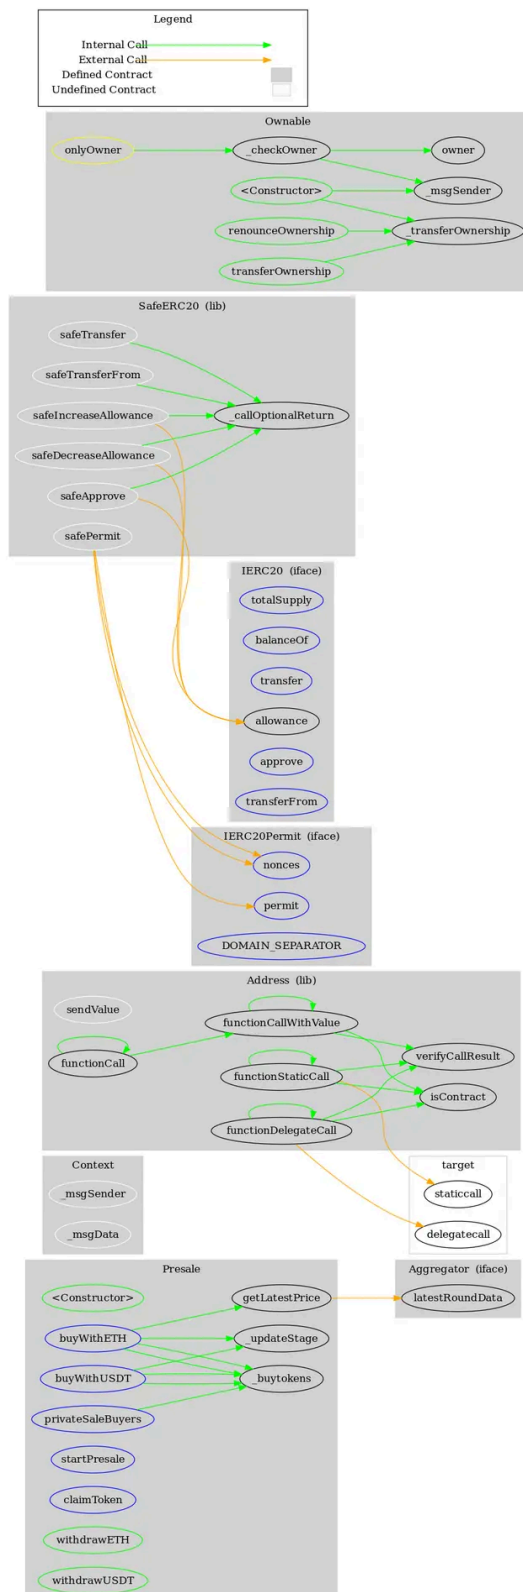 Legend
Internal Call
External Call
Defined Contract
Undefined Contract
Ownable
onlyOwner
_checkOwner
owner
<Constructor>
_msgSender
renounceOwnership
_transferOwnership
transferOwnership
SafeERC20 (lib)
safeTransfer
safeTransferFrom
safeIncreaseAllowance
_callOptionalReturn
safeDecreaseAllowance
safeApprove
safePermit
IERC20 (iface)
totalSupply
balanceOf
transfer
allowance
approve
transferFrom
IERC20Permit (iface)
nonces
permit
DOMAIN_SEPARATOR
Address (lib)
sendValue
functionCallWithValue
functionCall
verifyCallResult
functionStaticCall
isContract
functionDelegateCall
Context
target
_msgSender
staticcall
_msgData
delegatecall
Presale
Aggregator (iface)
<Constructor>
getLatestPrice
latestRoundData
buyWithETH
_updateStage
buyWithUSDT
_buytokens
privateSaleBuyers
startPresale
claimToken
withdrawETH
withdrawUSDT